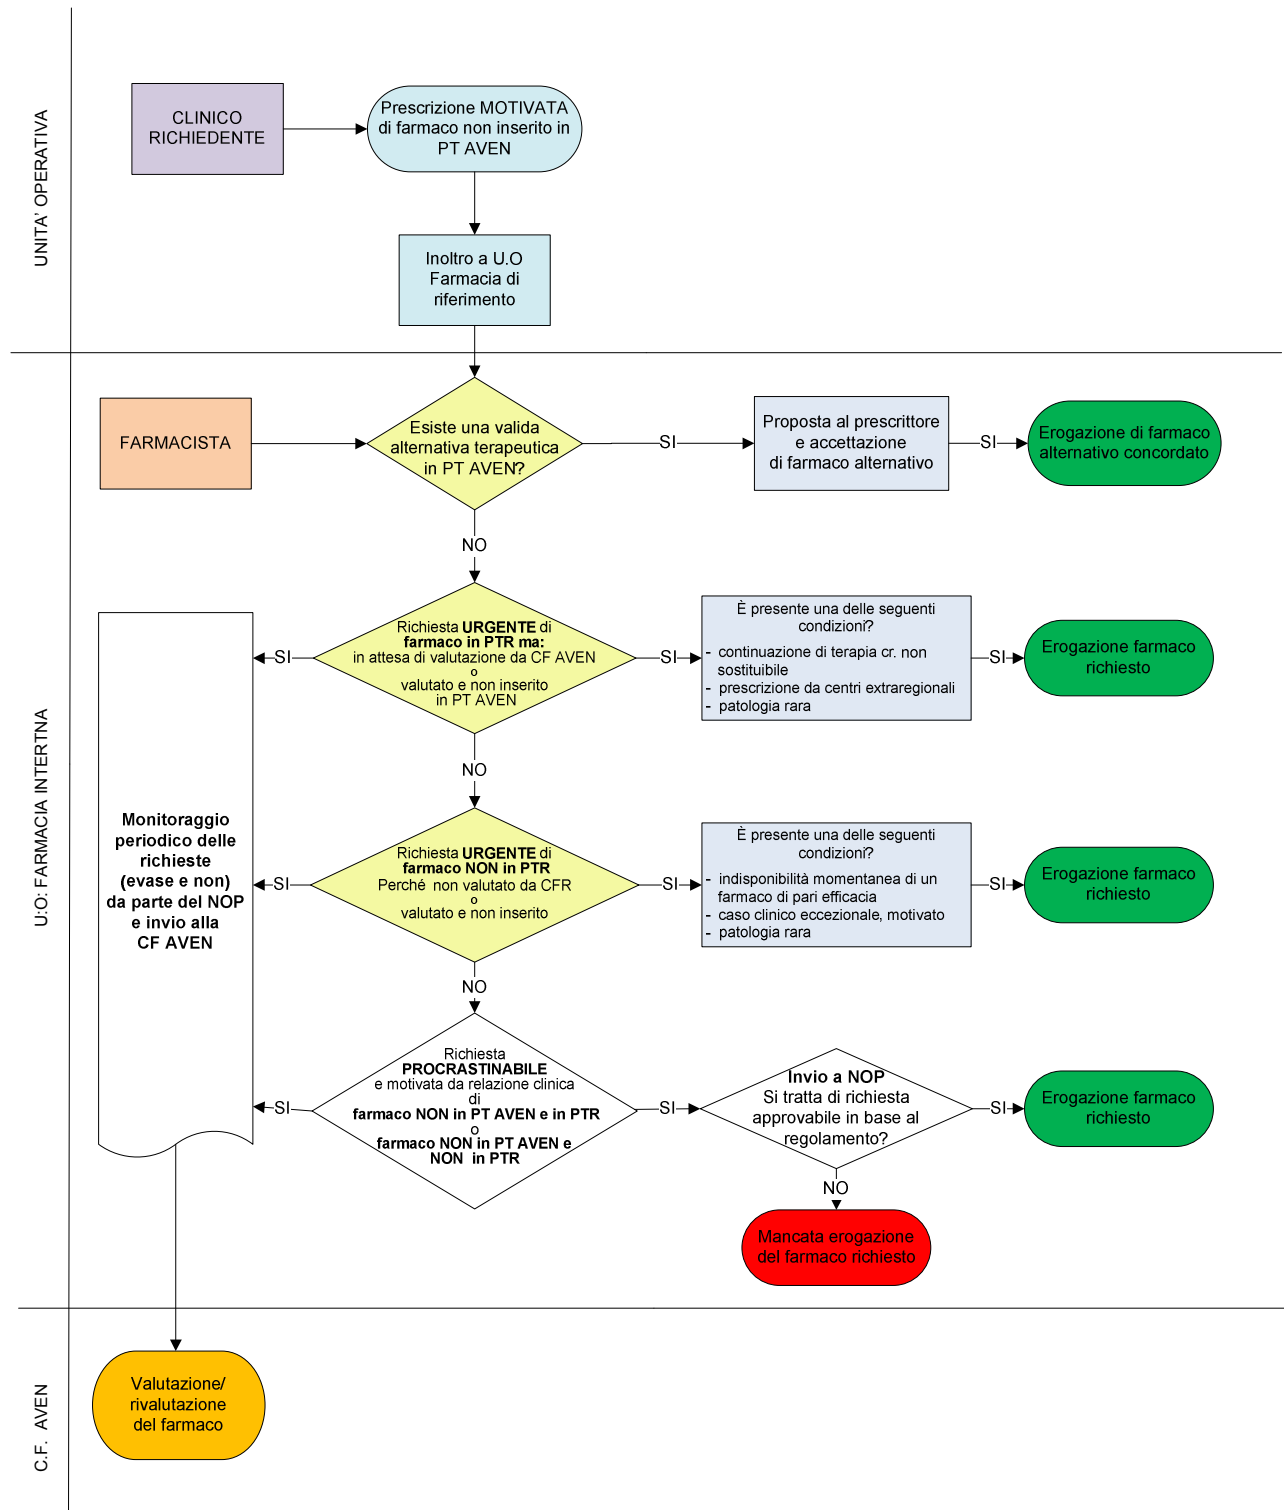 UNITA' OPERATIVA
CLINICO
RICHIEDENTE
Prescrizione MOTIVATA
di farmaco non inserito in
PT AVEN
Inoltro a U.O
Farmacia di
riferimento
U:O: FARMACIA INTERTNA
FARMACISTA
Esiste una valida
alternativa terapeutica
in PT AVEN?
SI
Proposta al prescrittore
e accettazione
di farmaco alternativo
SI
Erogazione di farmaco
alternativo concordato
NO
Richiesta URGENTE di
farmaco in PTR ma:
in attesa di valutazione da CF AVEN
o
valutato e non inserito
in PT AVEN
SI
SI
È presente una delle seguenti
condizioni?
- continuazione di terapia cr. non
sostituibile
- prescrizione da centri extraregionali
- patologia rara
SI
Erogazione farmaco
richiesto
NO
Monitoraggio
periodico delle
richieste
(evase e non)
da parte del NOP
e invio alla
CF AVEN
SI
Richiesta URGENTE di
farmaco NON in PTR
Perché non valutato da CFR
o
valutato e non inserito
SI
È presente una delle seguenti
condizioni?
- indisponibilità momentanea di un
farmaco di pari efficacia
- caso clinico eccezionale, motivato
- patologia rara
SI
Erogazione farmaco
richiesto
NO
SI
Richiesta
PROCRASTINABILE
e motivata da relazione clinica
di
farmaco NON in PT AVEN e in PTR
o
farmaco NON in PT AVEN e
NON in PTR
SI
Invio a NOP
Si tratta di richiesta
approvabile in base al
regolamento?
SI
Erogazione farmaco
richiesto
NO
Mancata erogazione
del farmaco richiesto
C.F. AVEN
Valutazione/
rivalutazione
del farmaco